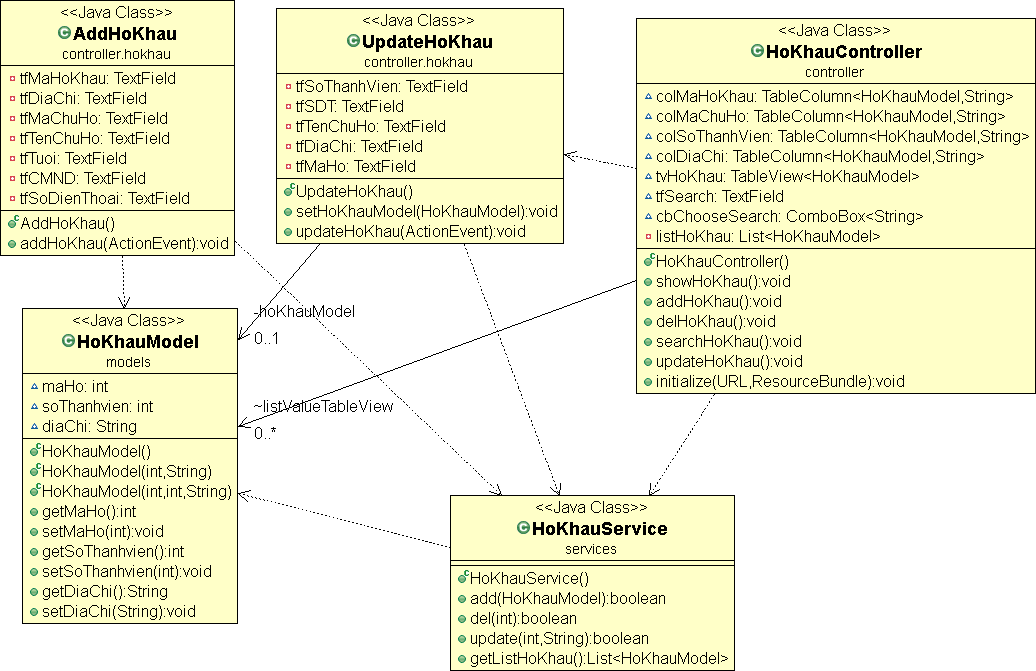 <<Java Class>>
AddHoKhau
controller.hokhau
tfMaHoKhau: TextField
tfDiaChi: TextField
tfMaChuHo: TextField
tfTenChuHo: TextField
tfTuoi: TextField
tfCMND: TextField
tfSoDienThoai: TextField
AddHoKhau()
addHoKhau(ActionEvent):void
<<Java Class>>
UpdateHoKhau
controller.hokhau
tfSoThanhVien: TextField
tfSDT: TextField
tfTenChuHo: TextField
tfDiaChi: TextField
tfMaHo: TextField
UpdateHoKhau()
setHoKhauModel(HoKhauModel):void
updateHoKhau(ActionEvent):void
<<Java Class>>
HoKhauController
controller
colMaHoKhau: TableColumn<HoKhauModel,String>
colMaChuHo: TableColumn<HoKhauModel,String>
colSoThanhVien: TableColumn<HoKhauModel,String>
colDiaChi: TableColumn<HoKhauModel,String>
tvHoKhau: TableView<HoKhauModel>
tfSearch: TextField
cbChooseSearch: ComboBox<String>
listHoKhau: List<HoKhauModel>
HoKhauController()
showHoKhau():void
addHoKhau():void
delHoKhau():void
searchHoKhau():void
updateHoKhau():void
initialize(URL,ResourceBundle):void
-hoKhauModel
0..1
~listValueTableView
0..*
<<Java Class>>
HoKhauModel
models
maHo: int
soThanhvien: int
diaChi: String
HoKhauModel()
HoKhauModel(int,String)
HoKhauModel(int,int,String)
getMaHo():int
setMaHo(int):void
getSoThanhvien():int
setSoThanhvien(int):void
getDiaChi():String
setDiaChi(String):void
<<Java Class>>
HoKhauService
services
HoKhauService()
add(HoKhauModel):boolean
del(int):boolean
update(int,String):boolean
getListHoKhau():List<HoKhauModel>